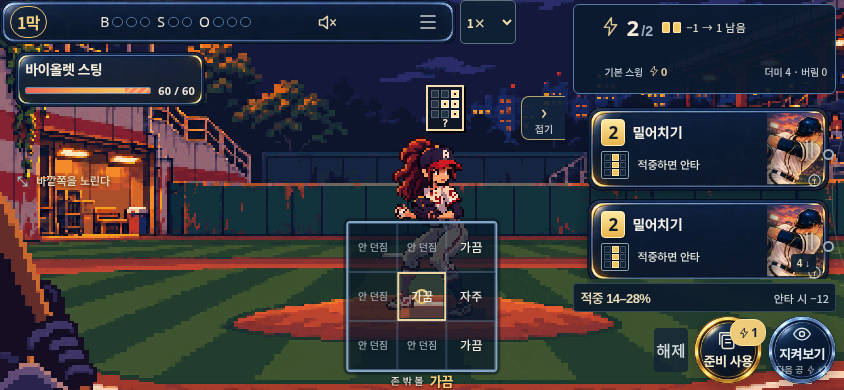 1막
B S O
1×
2/2 −1 → 1 남음
기본 스윙 0
더미 4 · 버림 0
바이올렛 스팅
60 / 60
?
접기
바깥쪽을 노린다
2 밀어치기
적중하면 안타
2 밀어치기
적중하면 안타
4 ↓
안 던짐 안 던짐 가끔
안 던짐 가끔 자주
안 던짐 안 던짐 가끔
존 밖 볼 가끔
적중 14–28%
안타 시 −12
해제
1
준비 사용
지켜보기